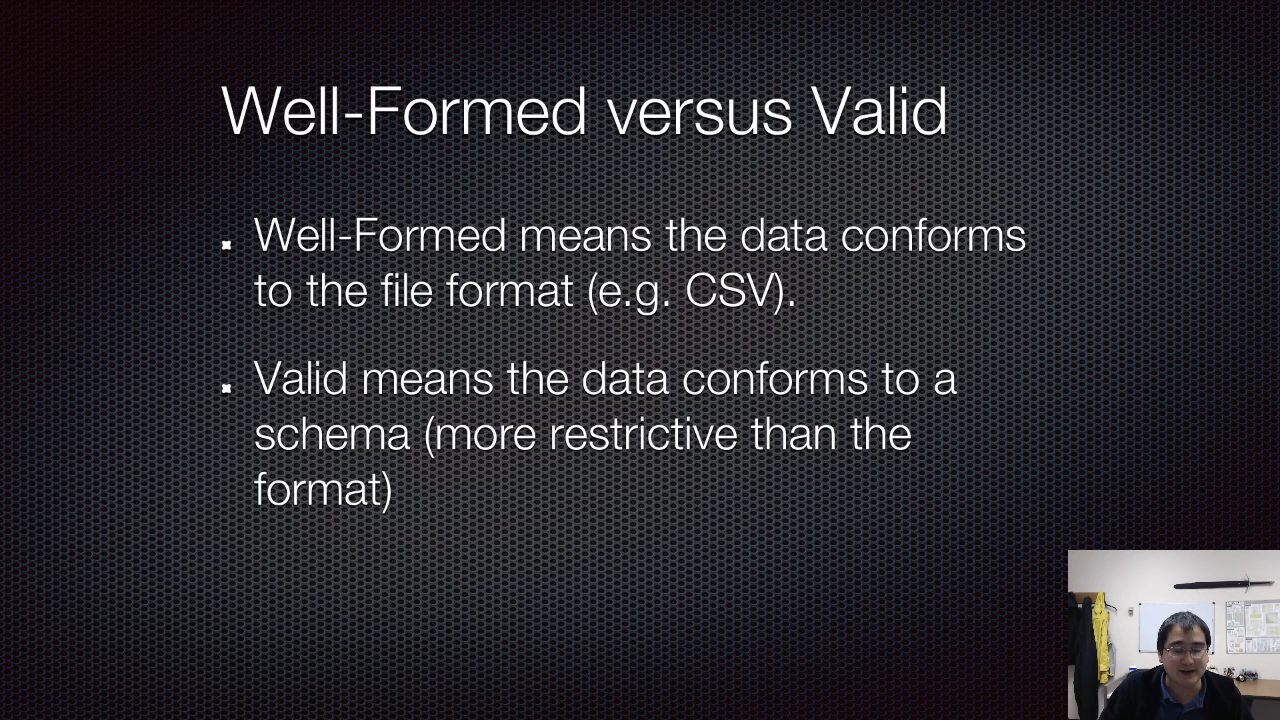 Well-Formed versus Valid
Well-Formed means the data conforms
to the file format (e.g. CSV).
Valid means the data conforms to a
schema (more restrictive than the
format)